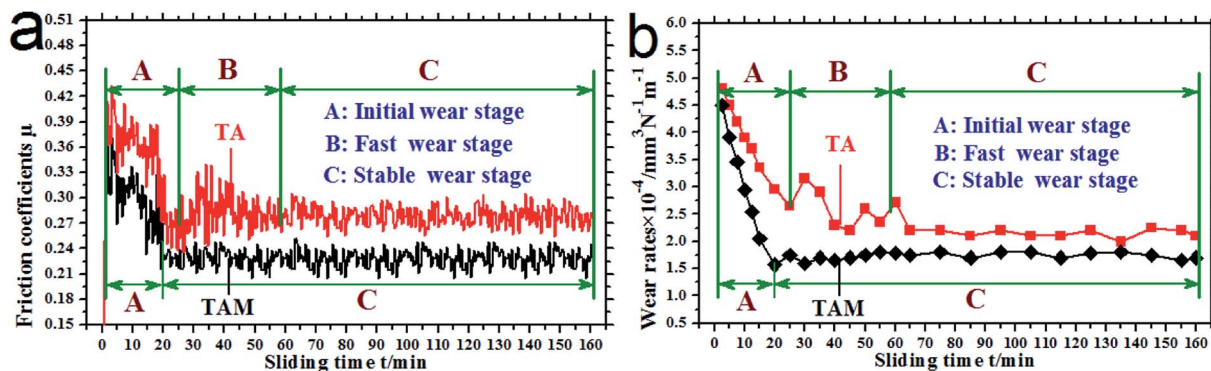 a
0.51
0.48
0.45
0.42
0.39
0.36
0.33
0.30
0.27
0.24
0.21
0.18
0.15
Friction coefficients μ
A
B
C
A: Initial wear stage
B: Fast wear stage
C: Stable wear stage
TA
A
TAM
C
0 10 20 30 40 50 60 70 80 90 100 110 120 130 140 150 160
Sliding time t/min
b
6.0
5.5
5.0
4.5
4.0
3.5
3.0
2.5
2.0
1.5
1.0
0.5
Wear rates×10⁻⁴/mm³N⁻¹m⁻¹
A
B
C
A: Initial wear stage
B: Fast wear stage
C: Stable wear stage
TA
A
TAM
C
0 10 20 30 40 50 60 70 80 90 100 110 120 130 140 150 160
Sliding time t/min